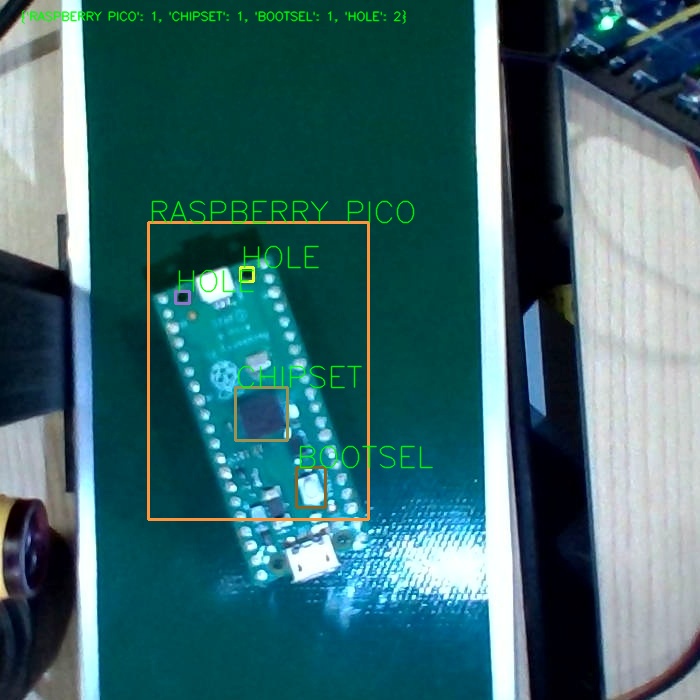 {'RASPBERRY PICO': 1, 'CHIPSET': 1, 'BOOTSEL': 1, 'HOLE': 2}
RASPBERRY PICO
HOLE
HOLE
CHIPSET
BOOTSEL